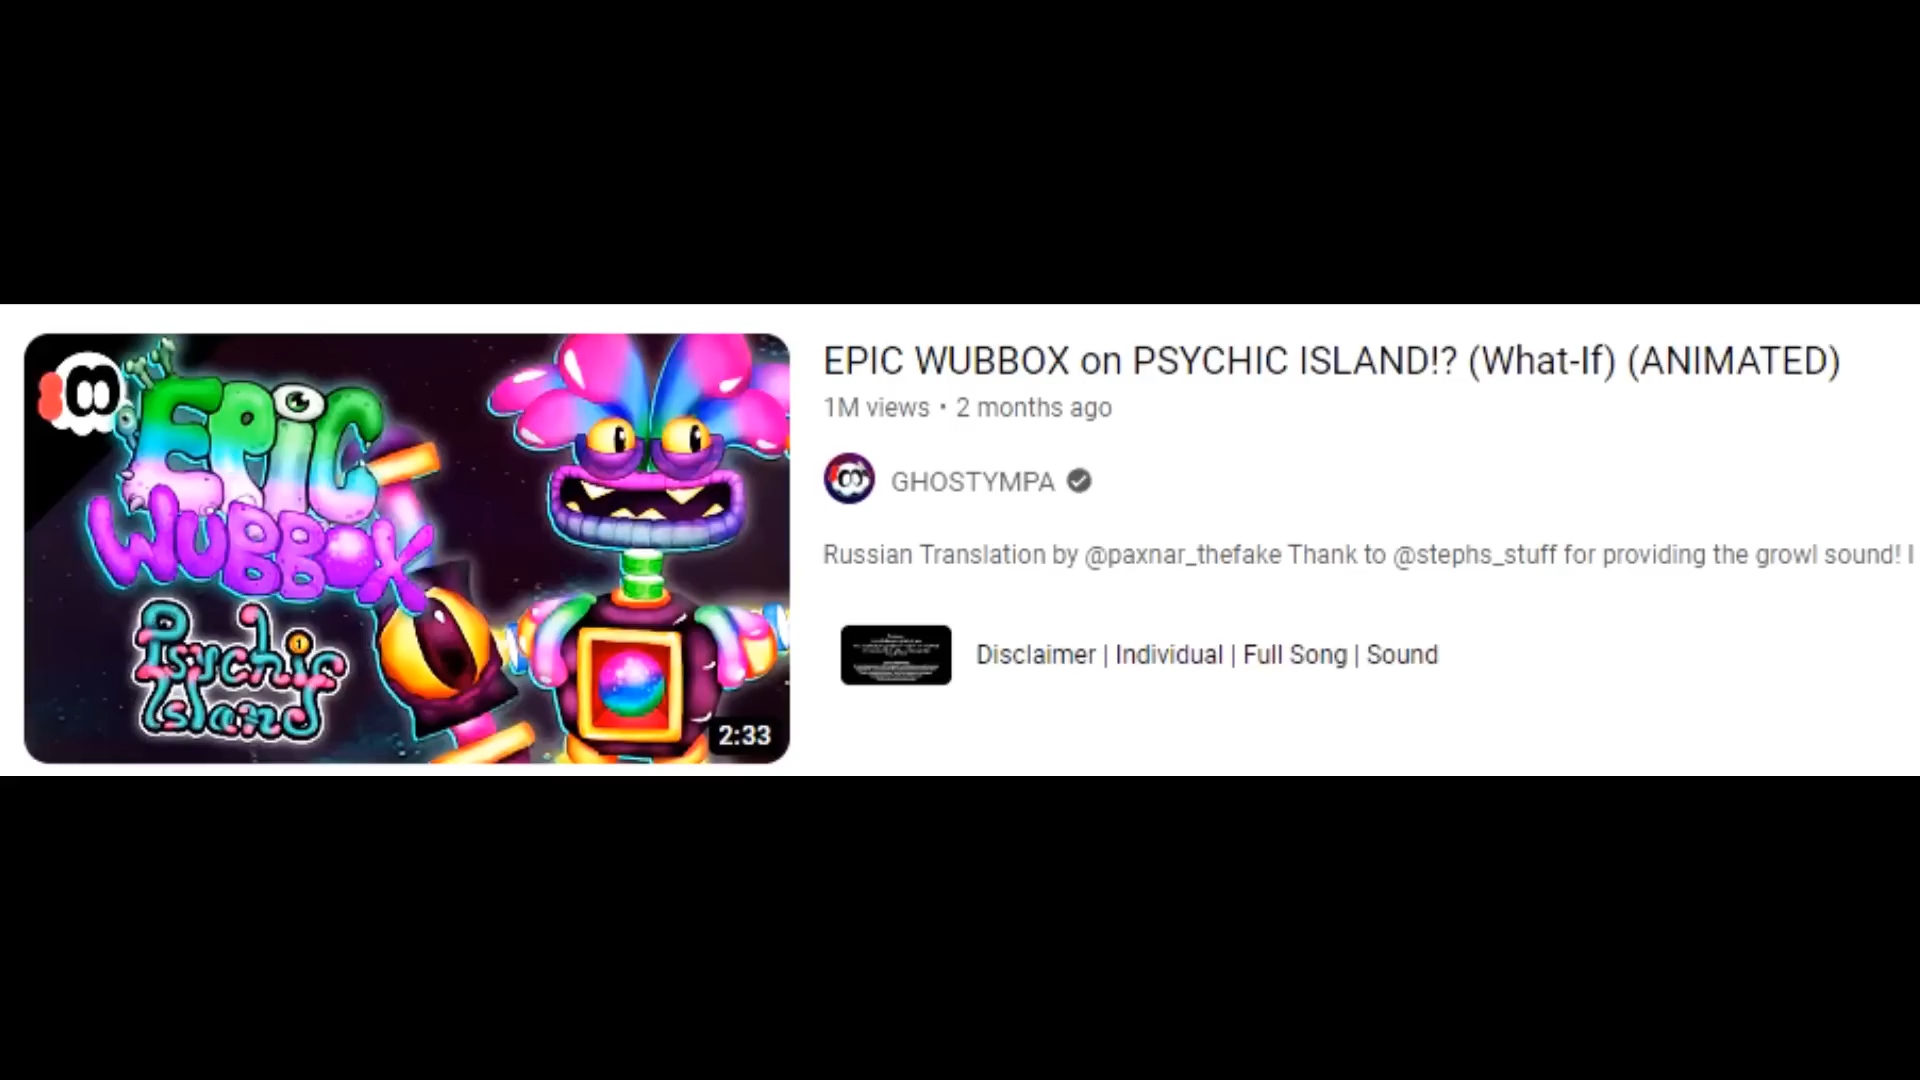 EPIC
WUBBOX
Psychic
Island
2:33
EPIC WUBBOX on PSYCHIC ISLAND!? (What-If) (ANIMATED)
1M views • 2 months ago
GHOSTYMPA
Russian Translation by @paxnar_thefake Thank to @stephs_stuff for providing the growl sound! I
Disclaimer | Individual | Full Song | Sound